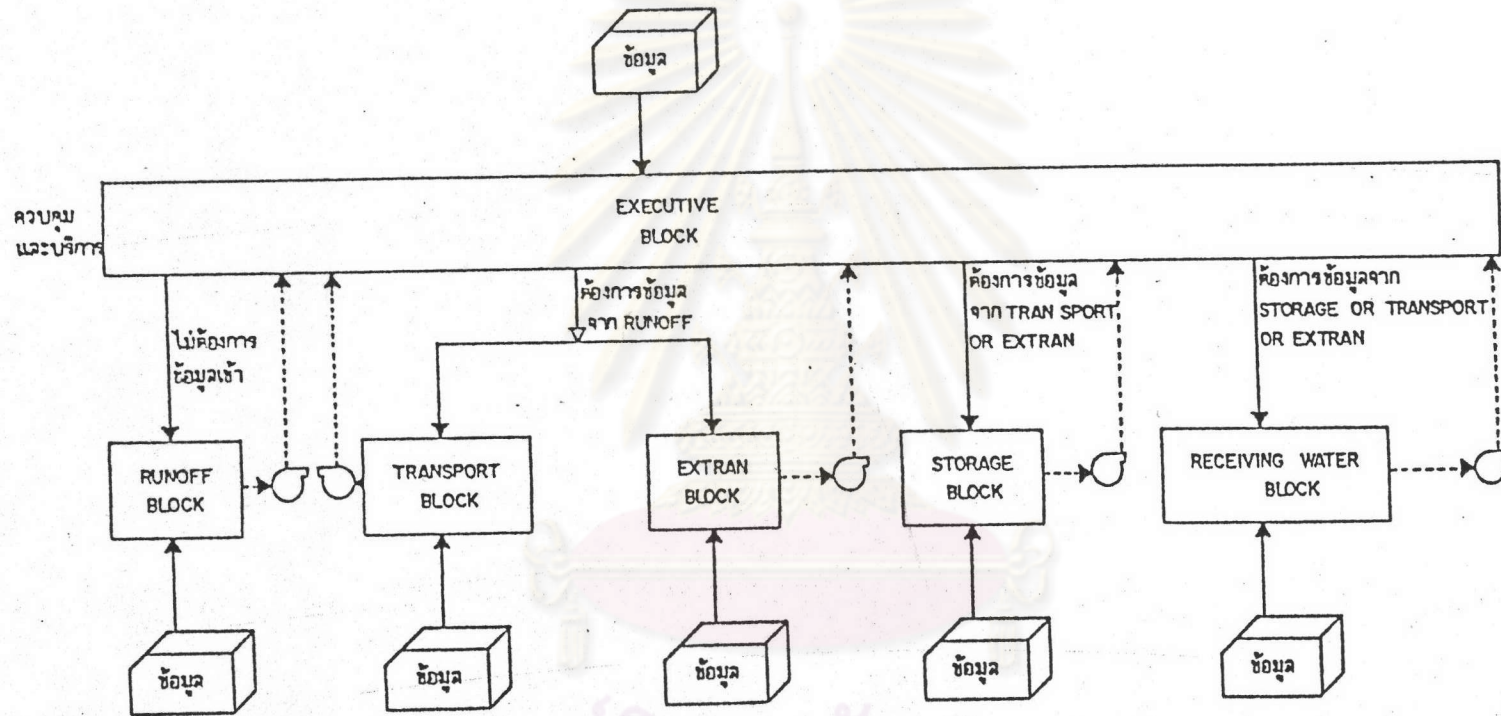 ข้อมูล
ควบคุม
และบริการ
EXECUTIVE
BLOCK
ไม่ต้องการ
ข้อมูลเข้า
ต้องการข้อมูล
จาก RUNOFF
ต้องการข้อมูล
จาก TRAN SPORT
OR EXTRAN
ต้องการข้อมูลจาก
STORAGE OR TRANSPORT
OR EXTRAN
RUNOFF
BLOCK
TRANSPORT
BLOCK
EXTRAN
BLOCK
STORAGE
BLOCK
RECEIVING WATER
BLOCK
ข้อมูล
ข้อมูล
ข้อมูล
ข้อมูล
ข้อมูล